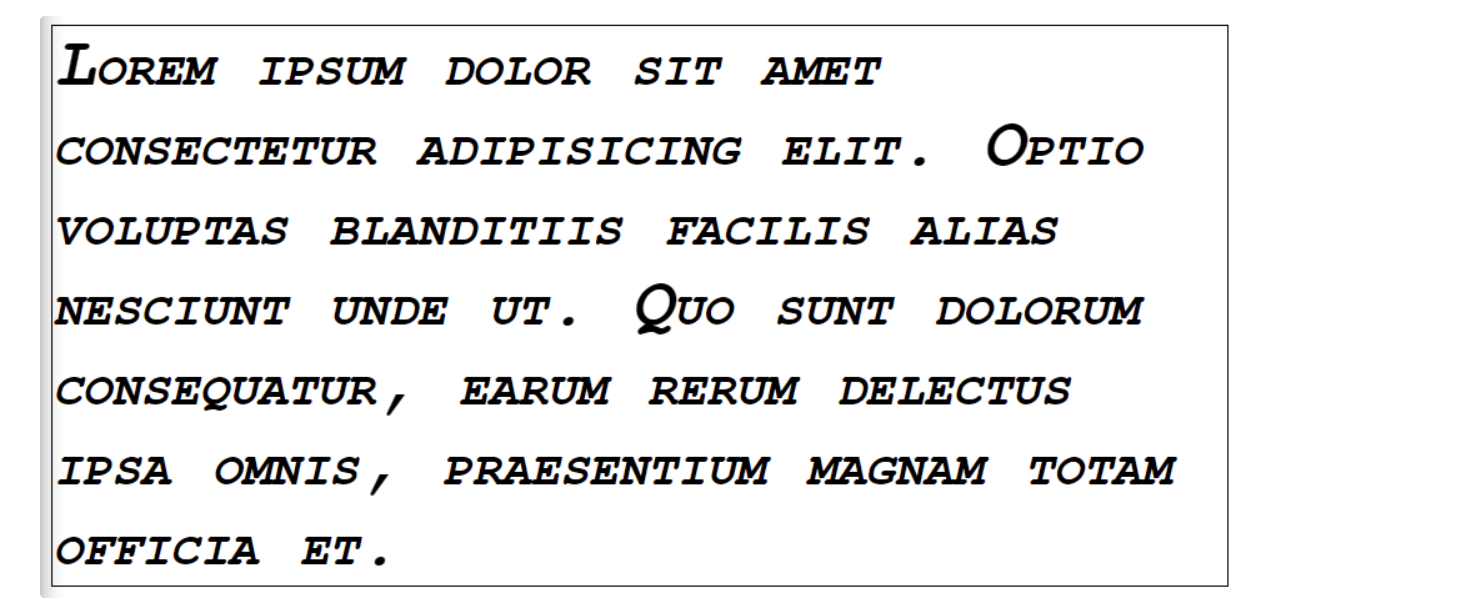 Lorem ipsum dolor sit amet
consectetur adipisicing elit. Optio
voluptas blanditiis facilis alias
nesciunt unde ut. Quo sunt dolorum
consequatur, earum rerum delectus
ipsa omnis, praesentium magnam totam
officia et.